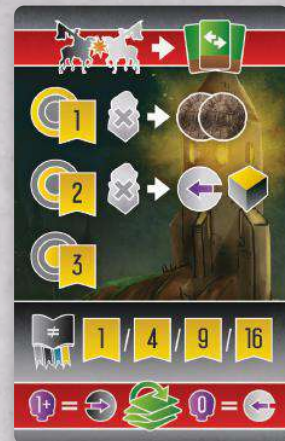 1
2
3
≠ 1 / 4 / 9 / 16
1+ = 0 =